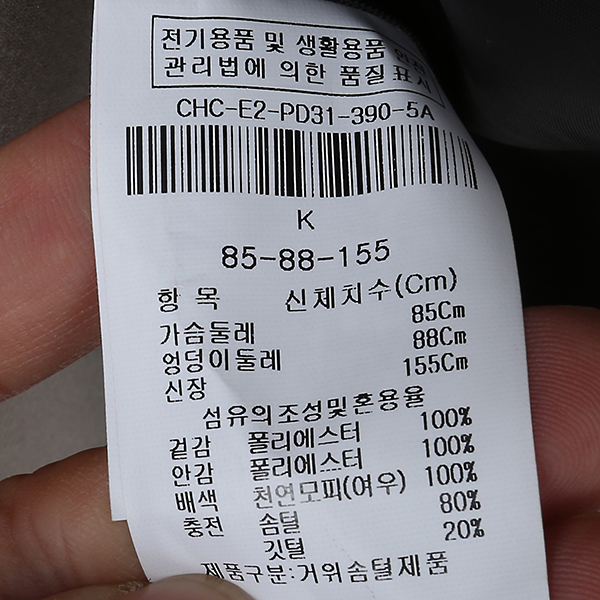 전기용품 및 생활용품
관리법에 의한 품질 표시
CHC-E2-PD31-390-5A
K
85-88-155
항 목 신체치수(Cm)
가슴둘레 85Cm
엉덩이둘레 88Cm
신장 155Cm
섬유의조성및혼용율
겉감 폴리에스터 100%
안감 폴리에스터 100%
배색 천연모피(여우) 100%
충전 솜털 80%
깃털 20%
제품구분:거위솜털제품